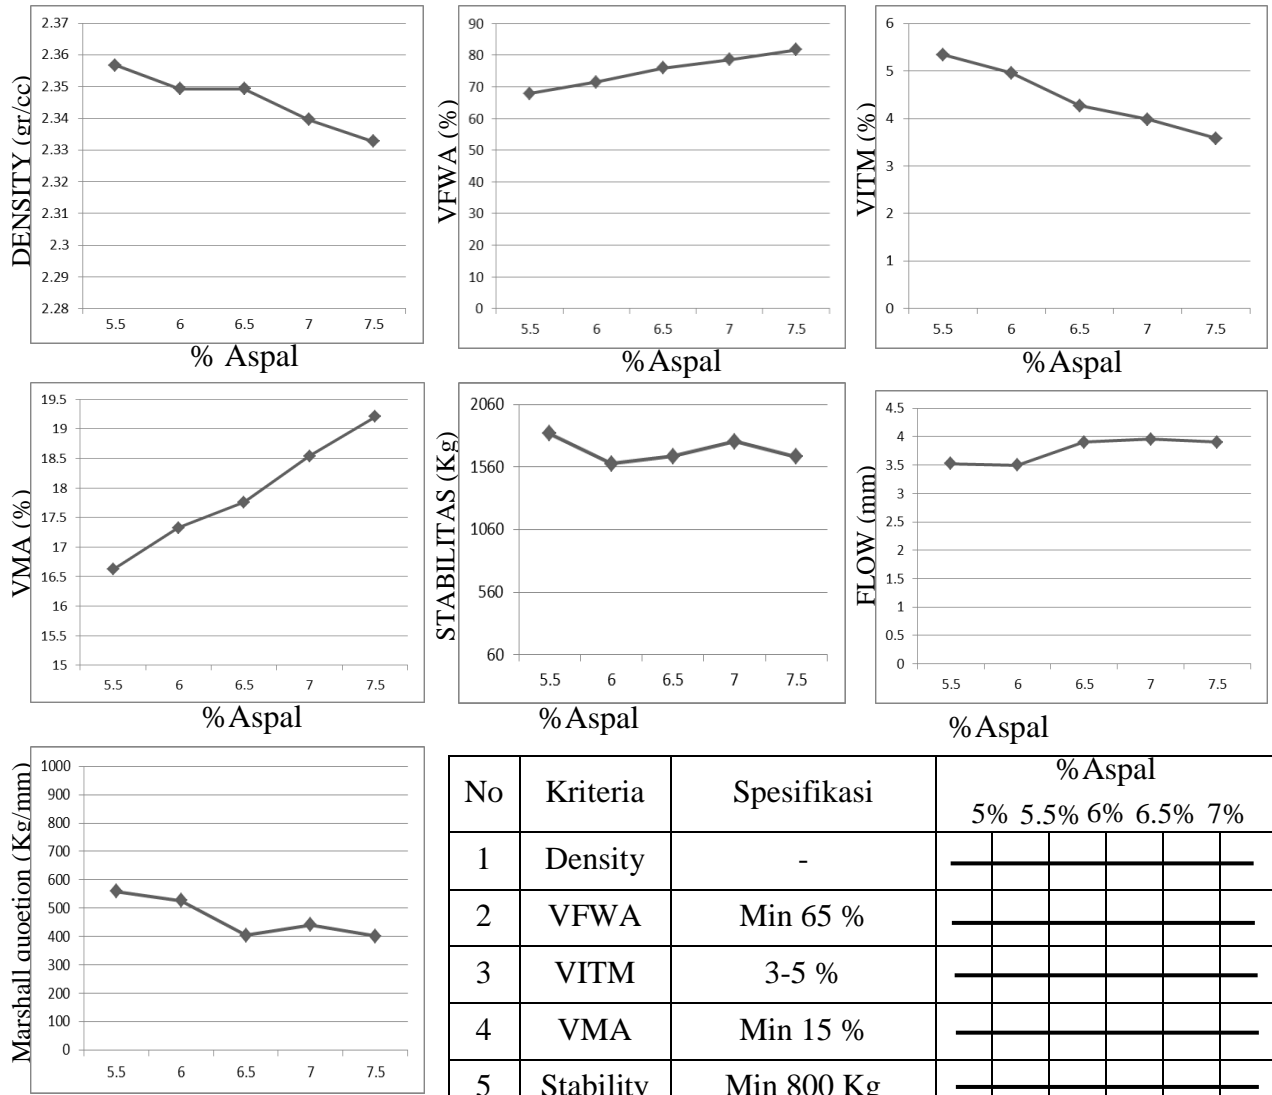 2.37
2.36
2.35
2.34
2.33
2.32
2.31
2.3
2.29
2.28
DENSITY (gr/cc)
5.5 6 6.5 7 7.5
% Aspal
90
80
70
60
50
40
30
20
10
0
VFWA (%)
5.5 6 6.5 7 7.5
%Aspal
6
5
4
3
2
1
0
VITM (%)
5.5 6 6.5 7 7.5
%Aspal
19.5
19
18.5
18
17.5
17
16.5
16
15.5
15
VMA (%)
5.5 6 6.5 7 7.5
%Aspal
2060
1560
1060
560
60
STABILITAS (Kg)
5.5 6 6.5 7 7.5
%Aspal
4.5
4
3.5
3
2.5
2
1.5
1
0.5
0
FLOW (mm)
5.5 6 6.5 7 7.5
%Aspal
1000
900
800
700
600
500
400
300
200
100
0
Marshall quoetion (Kg/mm)
5.5 6 6.5 7 7.5
No Kriteria Spesifikasi %Aspal
5% 5.5% 6% 6.5% 7%
1 Density -
2 VFWA Min 65 %
3 VITM 3-5 %
4 VMA Min 15 %
5 Stability Min 800 Kg